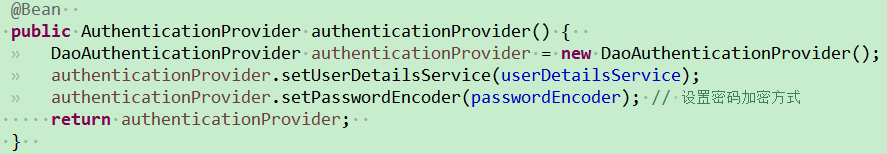 @Bean
public AuthenticationProvider authenticationProvider() {
DaoAuthenticationProvider authenticationProvider = new DaoAuthenticationProvider();
authenticationProvider.setUserDetailsService(userDetailsService);
authenticationProvider.setPasswordEncoder(passwordEncoder); // 设置密码加密方式
return authenticationProvider;
}